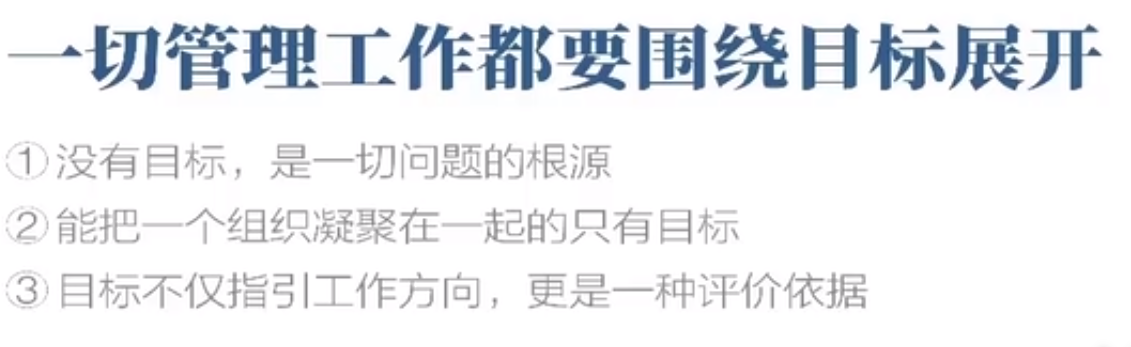 一切管理工作都要围绕目标展开
①没有目标，是一切问题的根源
②能把一个组织凝聚在一起的只有目标
③目标不仅指引工作方向，更是一种评价依据